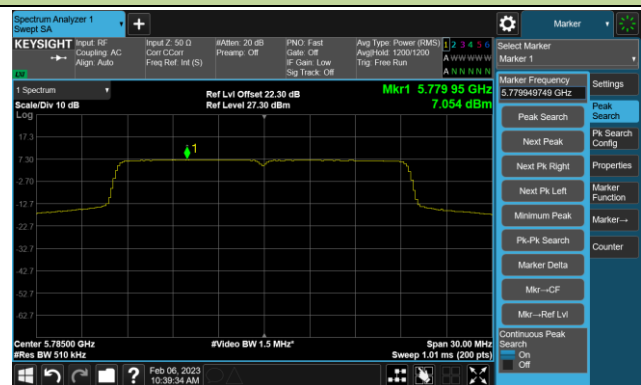 Spectrum Analyzer 1
Swept SA
Marker
KEYSIGHT Input: RF Input Z: 50 Ω #Atten: 20 dB PNO: Fast Avg Type: Power (RMS) 1 2 3 4 5 6
Coupling: AC Corr CCorr Preamp: Off Gate: Off Avg|Hold: 1200/1200 A W W W W W
Align: Auto Freq Ref: Int (S) IF Gain: Low Trig: Free Run
Sig Track: Off A N N N N N
LW
Select Marker
Marker 1
1 Spectrum
Ref Lvl Offset 22.30 dB Mkr1 5.779 95 GHz
Scale/Div 10 dB Ref Level 27.30 dBm 7.054 dBm
Log
17.3
7.30
-2.70
-12.7
-22.7
-32.7
-42.7
-52.7
-62.7
1
Center 5.78500 GHz #Video BW 1.5 MHz* Span 30.00 MHz
#Res BW 510 kHz Sweep 1.01 ms (200 pts)
Marker Frequency
5.779949749 GHz
Peak Search
Next Peak
Next Pk Right
Next Pk Left
Minimum Peak
Pk-Pk Search
Marker Delta
Mkr→CF
Mkr→Ref Lvl
Continuous Peak
Search
On
Off
Settings
Peak
Search
Pk Search
Config
Properties
Marker
Function
Marker→
Counter
Feb 06, 2023
10:39:34 AM